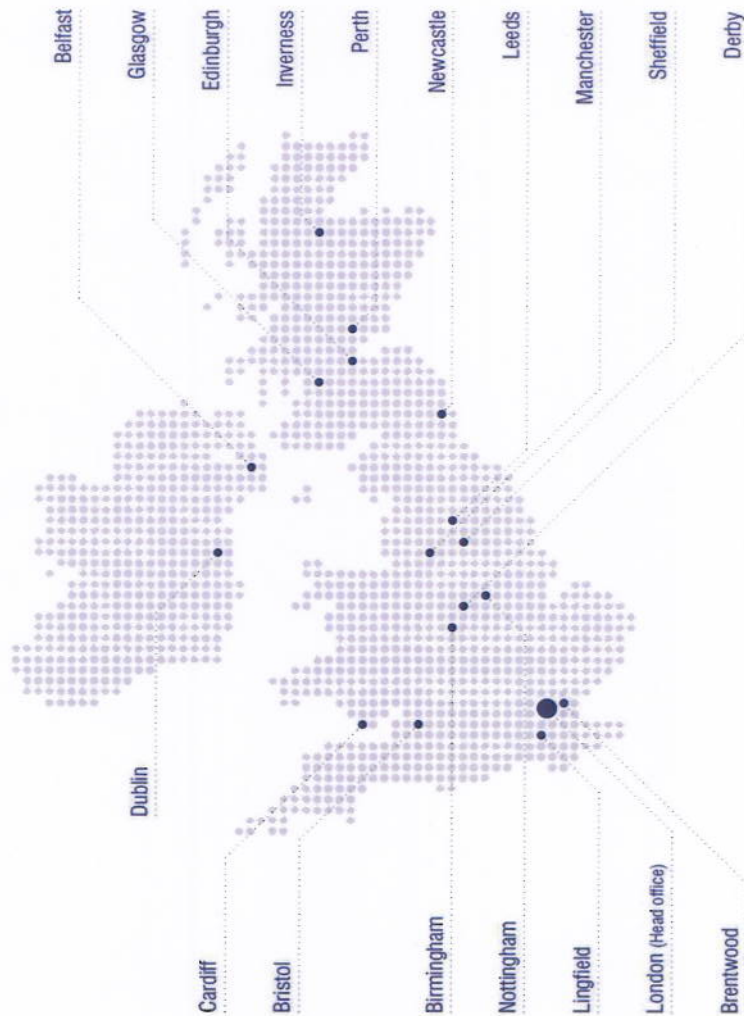 Belfast
Glasgow
Edinburgh
Inverness
Perth
Newcastle
Leeds
Manchester
Sheffield
Derby
Dublin
Cardiff
Bristol
Birmingham
Nottingham
Lingfield
London (Head office)
Brentwood